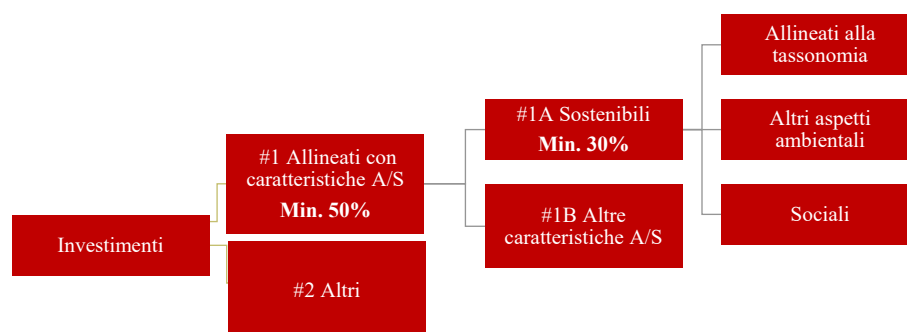 Investimenti
#1 Allineati con
caratteristiche A/S
Min. 50%
#2 Altri
#1A Sostenibili
Min. 30%
#1B Altre
caratteristiche A/S
Allineati alla
tassonomia
Altri aspetti
ambientali
Sociali